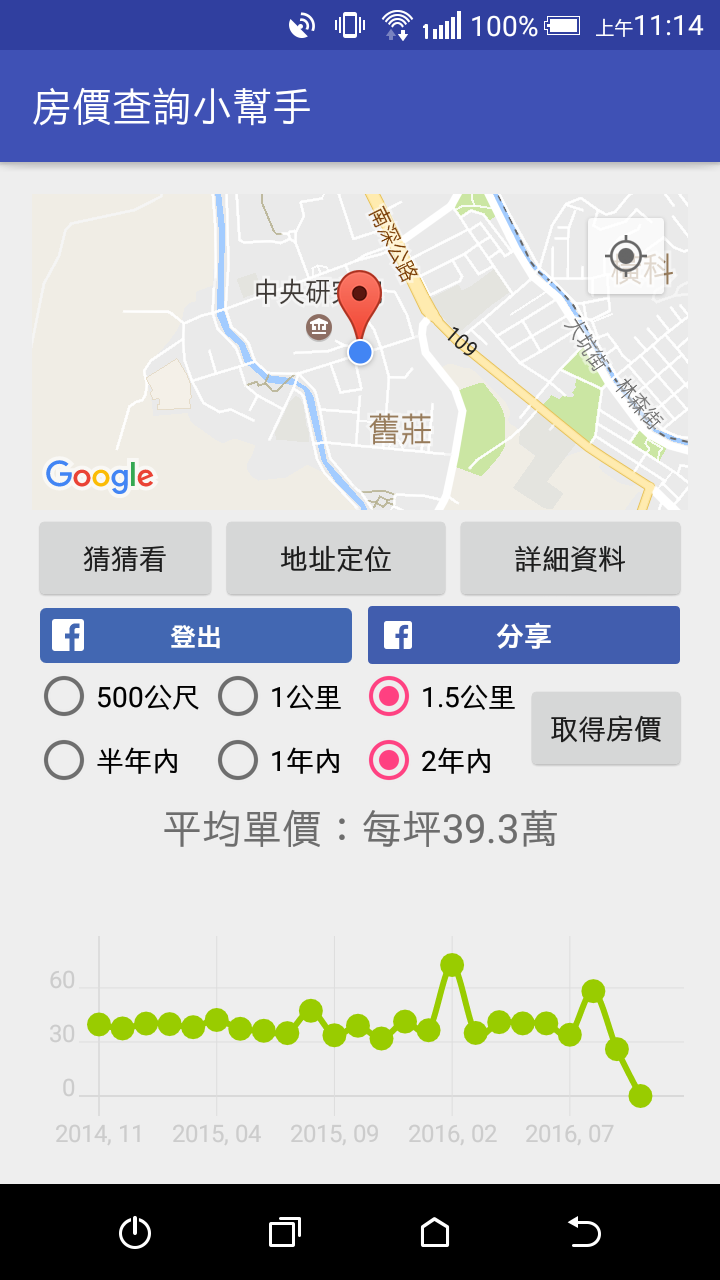 100% 上午11:14
房價查詢小幫手
南深公路
中央研究
橫科
109
大坑街
林森街
舊莊
Google
猜猜看 地址定位 詳細資料
登出 分享
500公尺 1公里 1.5公里
取得房價
半年內 1年內 2年內
平均單價：每坪39.3萬
60
30
0
2014, 11 2015, 04 2015, 09 2016, 02 2016, 07